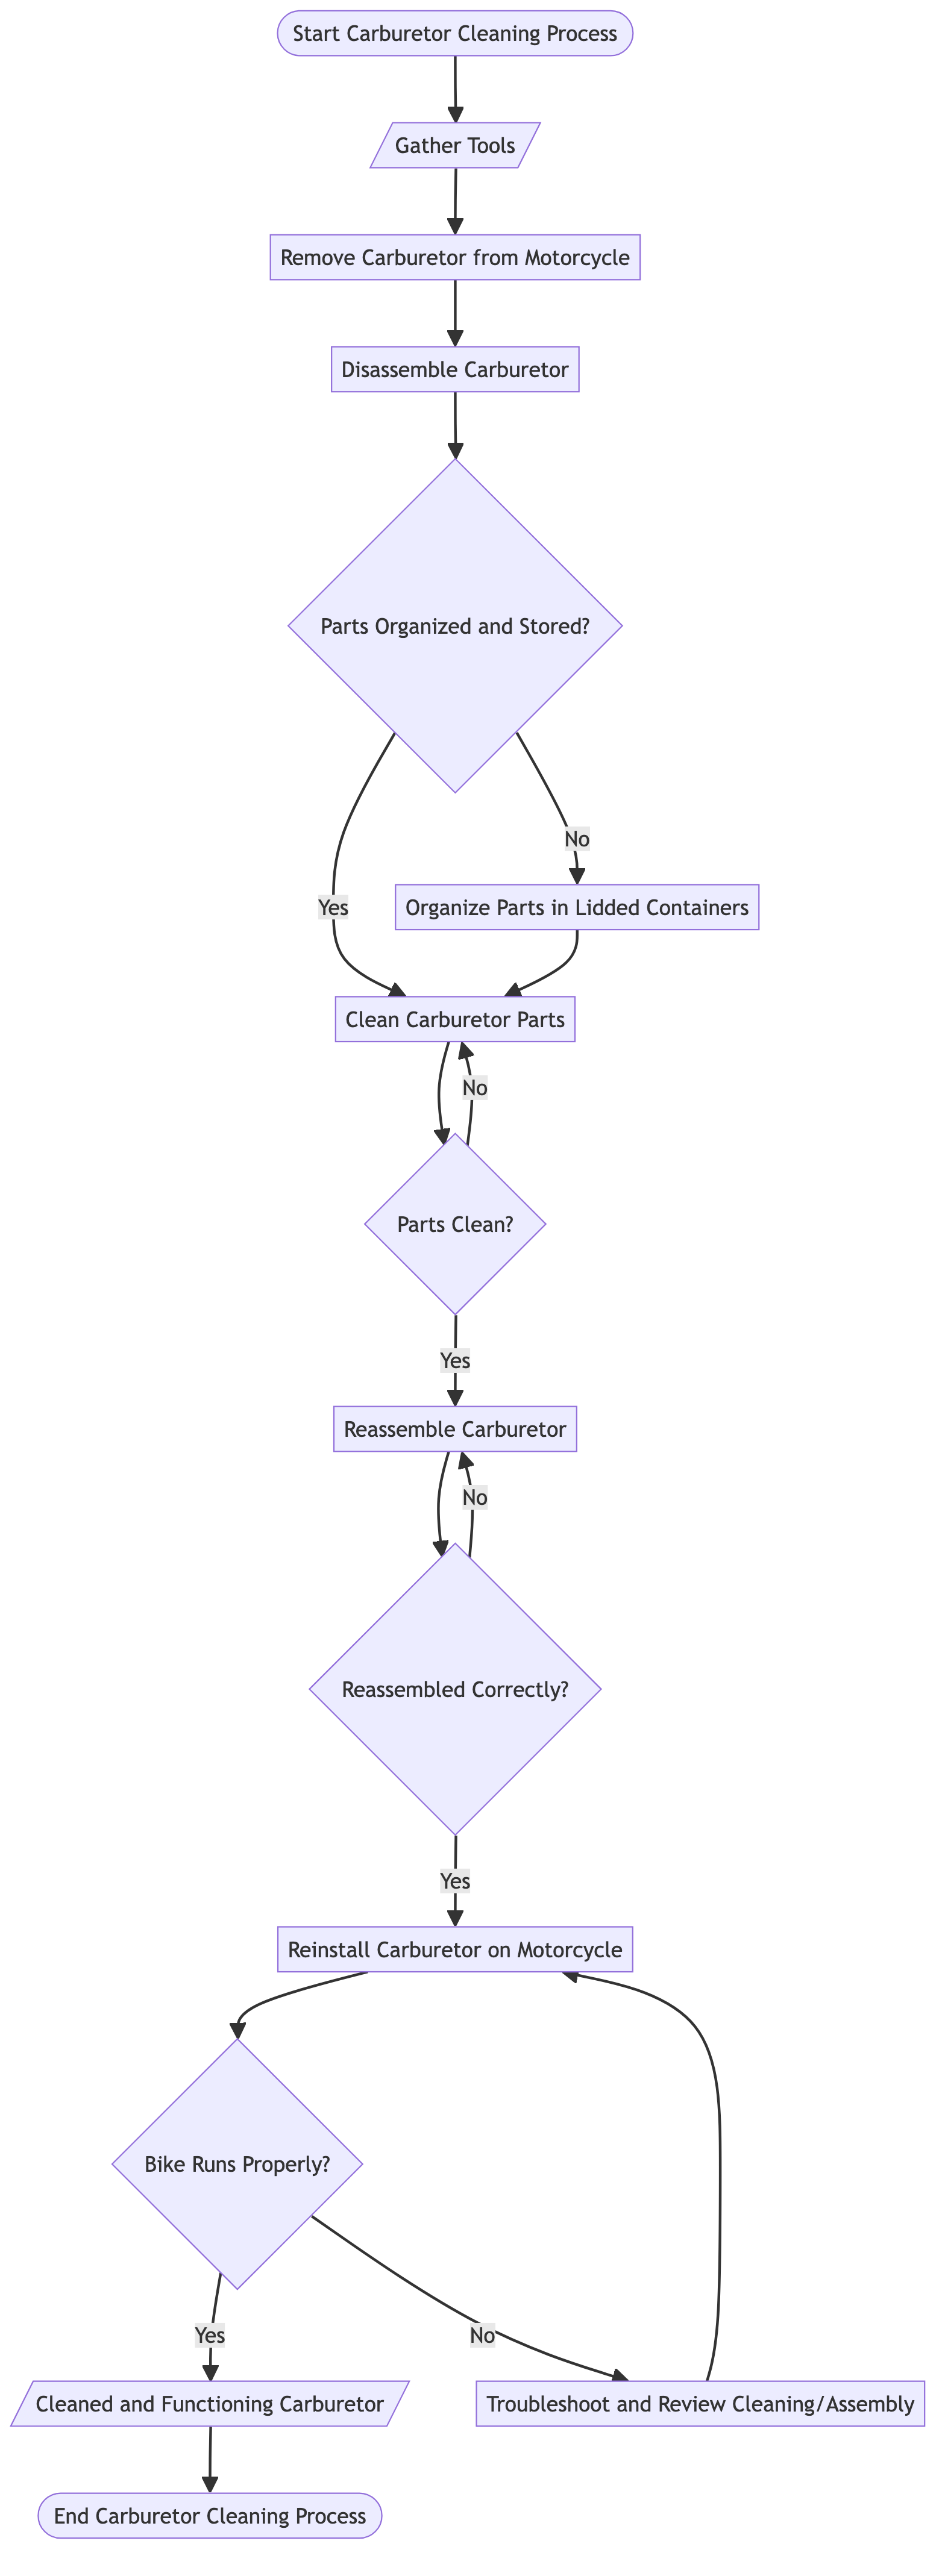 Start Carburetor Cleaning Process
Gather Tools
Remove Carburetor from Motorcycle
Disassemble Carburetor
Parts Organized and Stored?
No
Yes
Organize Parts in Lidded Containers
Clean Carburetor Parts
No
Parts Clean?
Yes
Reassemble Carburetor
No
Reassembled Correctly?
Yes
Reinstall Carburetor on Motorcycle
Bike Runs Properly?
Yes
No
Cleaned and Functioning Carburetor
Troubleshoot and Review Cleaning/Assembly
End Carburetor Cleaning Process